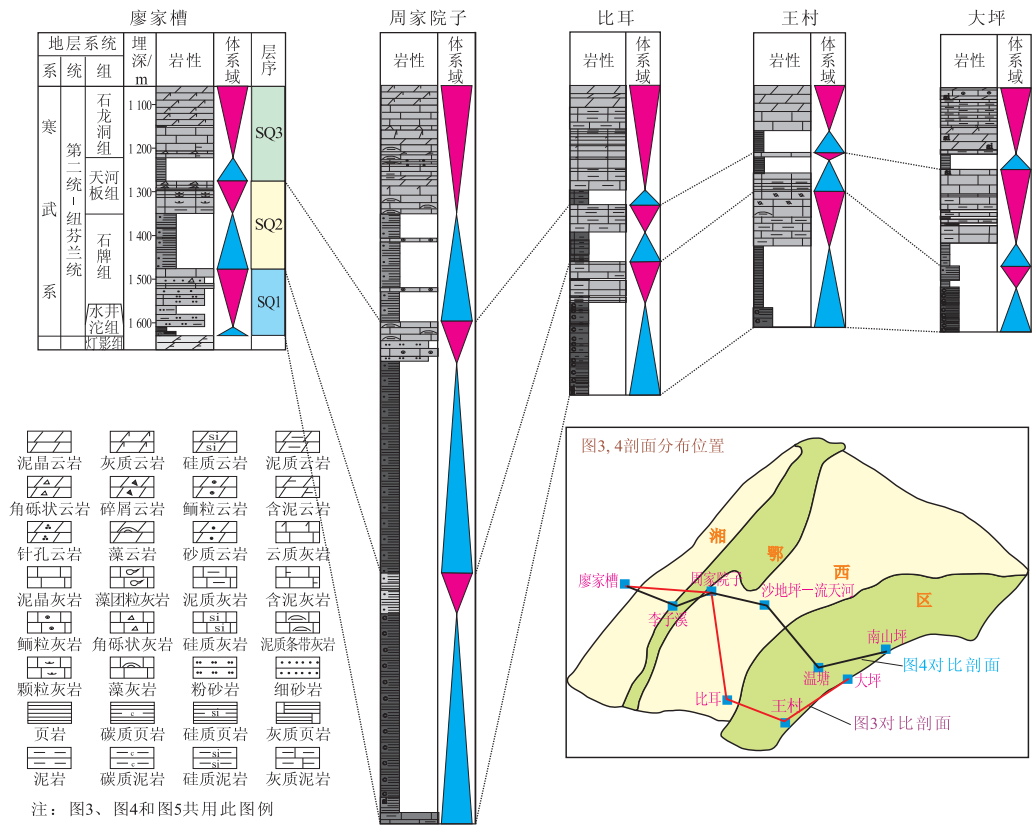 廖家槽
周家院子
比耳
王村
大坪
地层系统
埋深/m
岩性
体系域
层序
系
统
组
岩性
体系域
岩性
体系域
岩性
体系域
岩性
体系域
寒武系
第二统-纽芬兰统
石龙洞组
天河板组
石牌组
水井沱组
灯影组
1 100
1 200
1 300
1 400
1 500
1 600
SQ3
SQ2
SQ1
泥晶云岩
灰质云岩
硅质云岩
泥质云岩
角砾状云岩
碎屑云岩
鲕粒云岩
含泥云岩
针孔云岩
藻云岩
砂质云岩
云质灰岩
泥晶灰岩
藻团粒灰岩
泥质灰岩
含泥灰岩
鲕粒灰岩
角砾状灰岩
硅质灰岩
泥质条带灰岩
颗粒灰岩
藻灰岩
粉砂岩
细砂岩
页岩
碳质页岩
硅质页岩
灰质页岩
泥岩
碳质泥岩
硅质泥岩
灰质泥岩
si
si
c
si
c
c
si
si
si
si
注：图3、图4和图5共用此图例
图3, 4剖面分布位置
湘
鄂
西
区
廖家槽
周家院子
沙地坪—流天河
李子溪
南山坪
图4对比剖面
温塘
大坪
比耳
王村
图3对比剖面